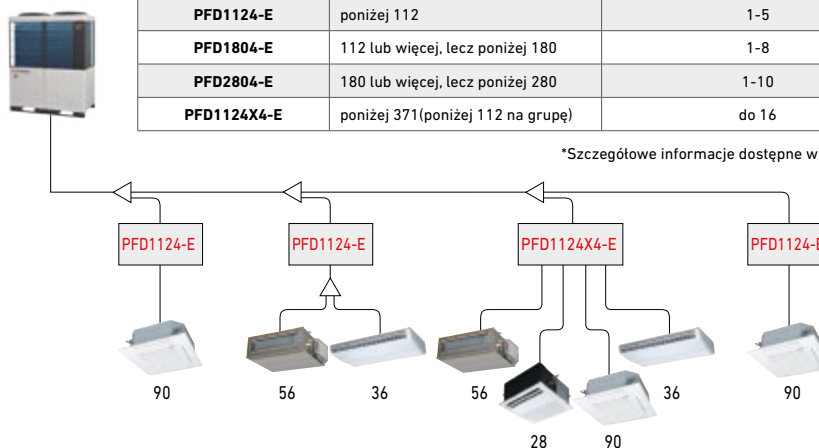 PFD1124-E poniżej 112 1-5
PFD1804-E 112 lub więcej, lecz poniżej 180 1-8
PFD2804-E 180 lub więcej, lecz poniżej 280 1-10
PFD1124X4-E poniżej 371(poniżej 112 na grupę) do 16
*Szczegółowe informacje dostępne w
PFD1124-E PFD1124-E PFD1124X4-E PFD1124-E
90 56 36 56 36 90
28 90